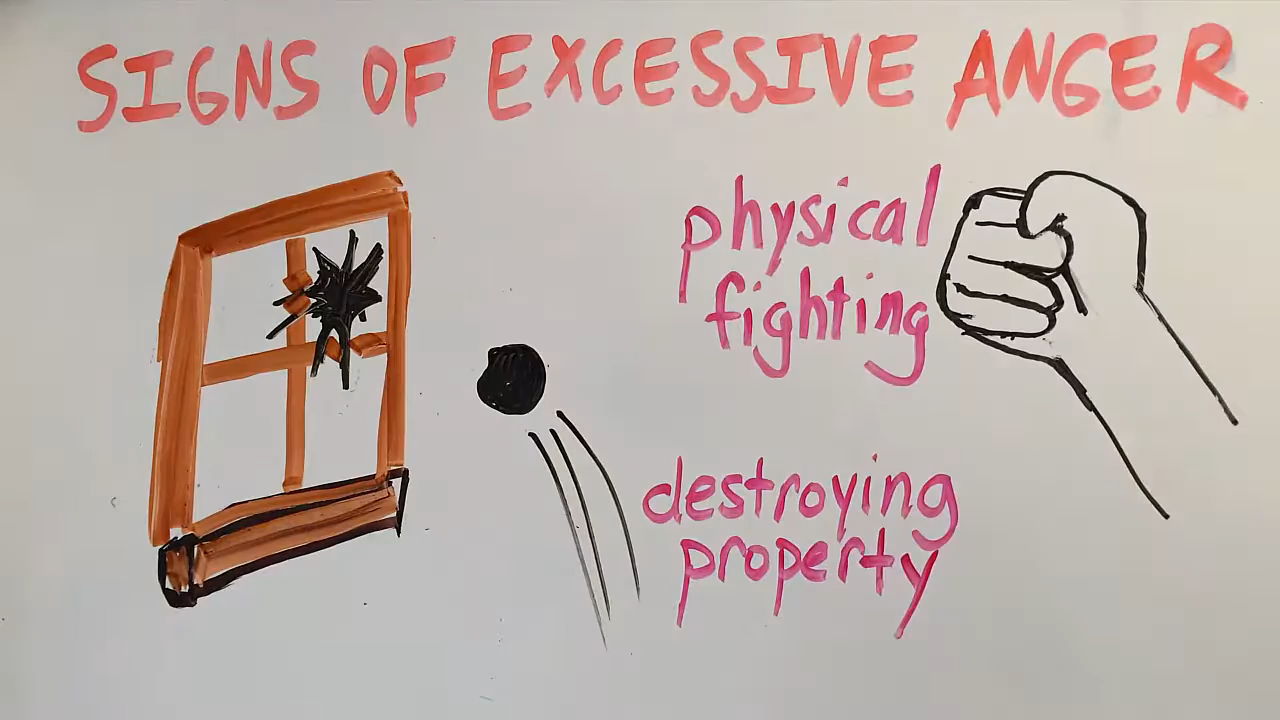 SIGNS OF EXCESSIVE ANGER
physical
fighting
destroying
property